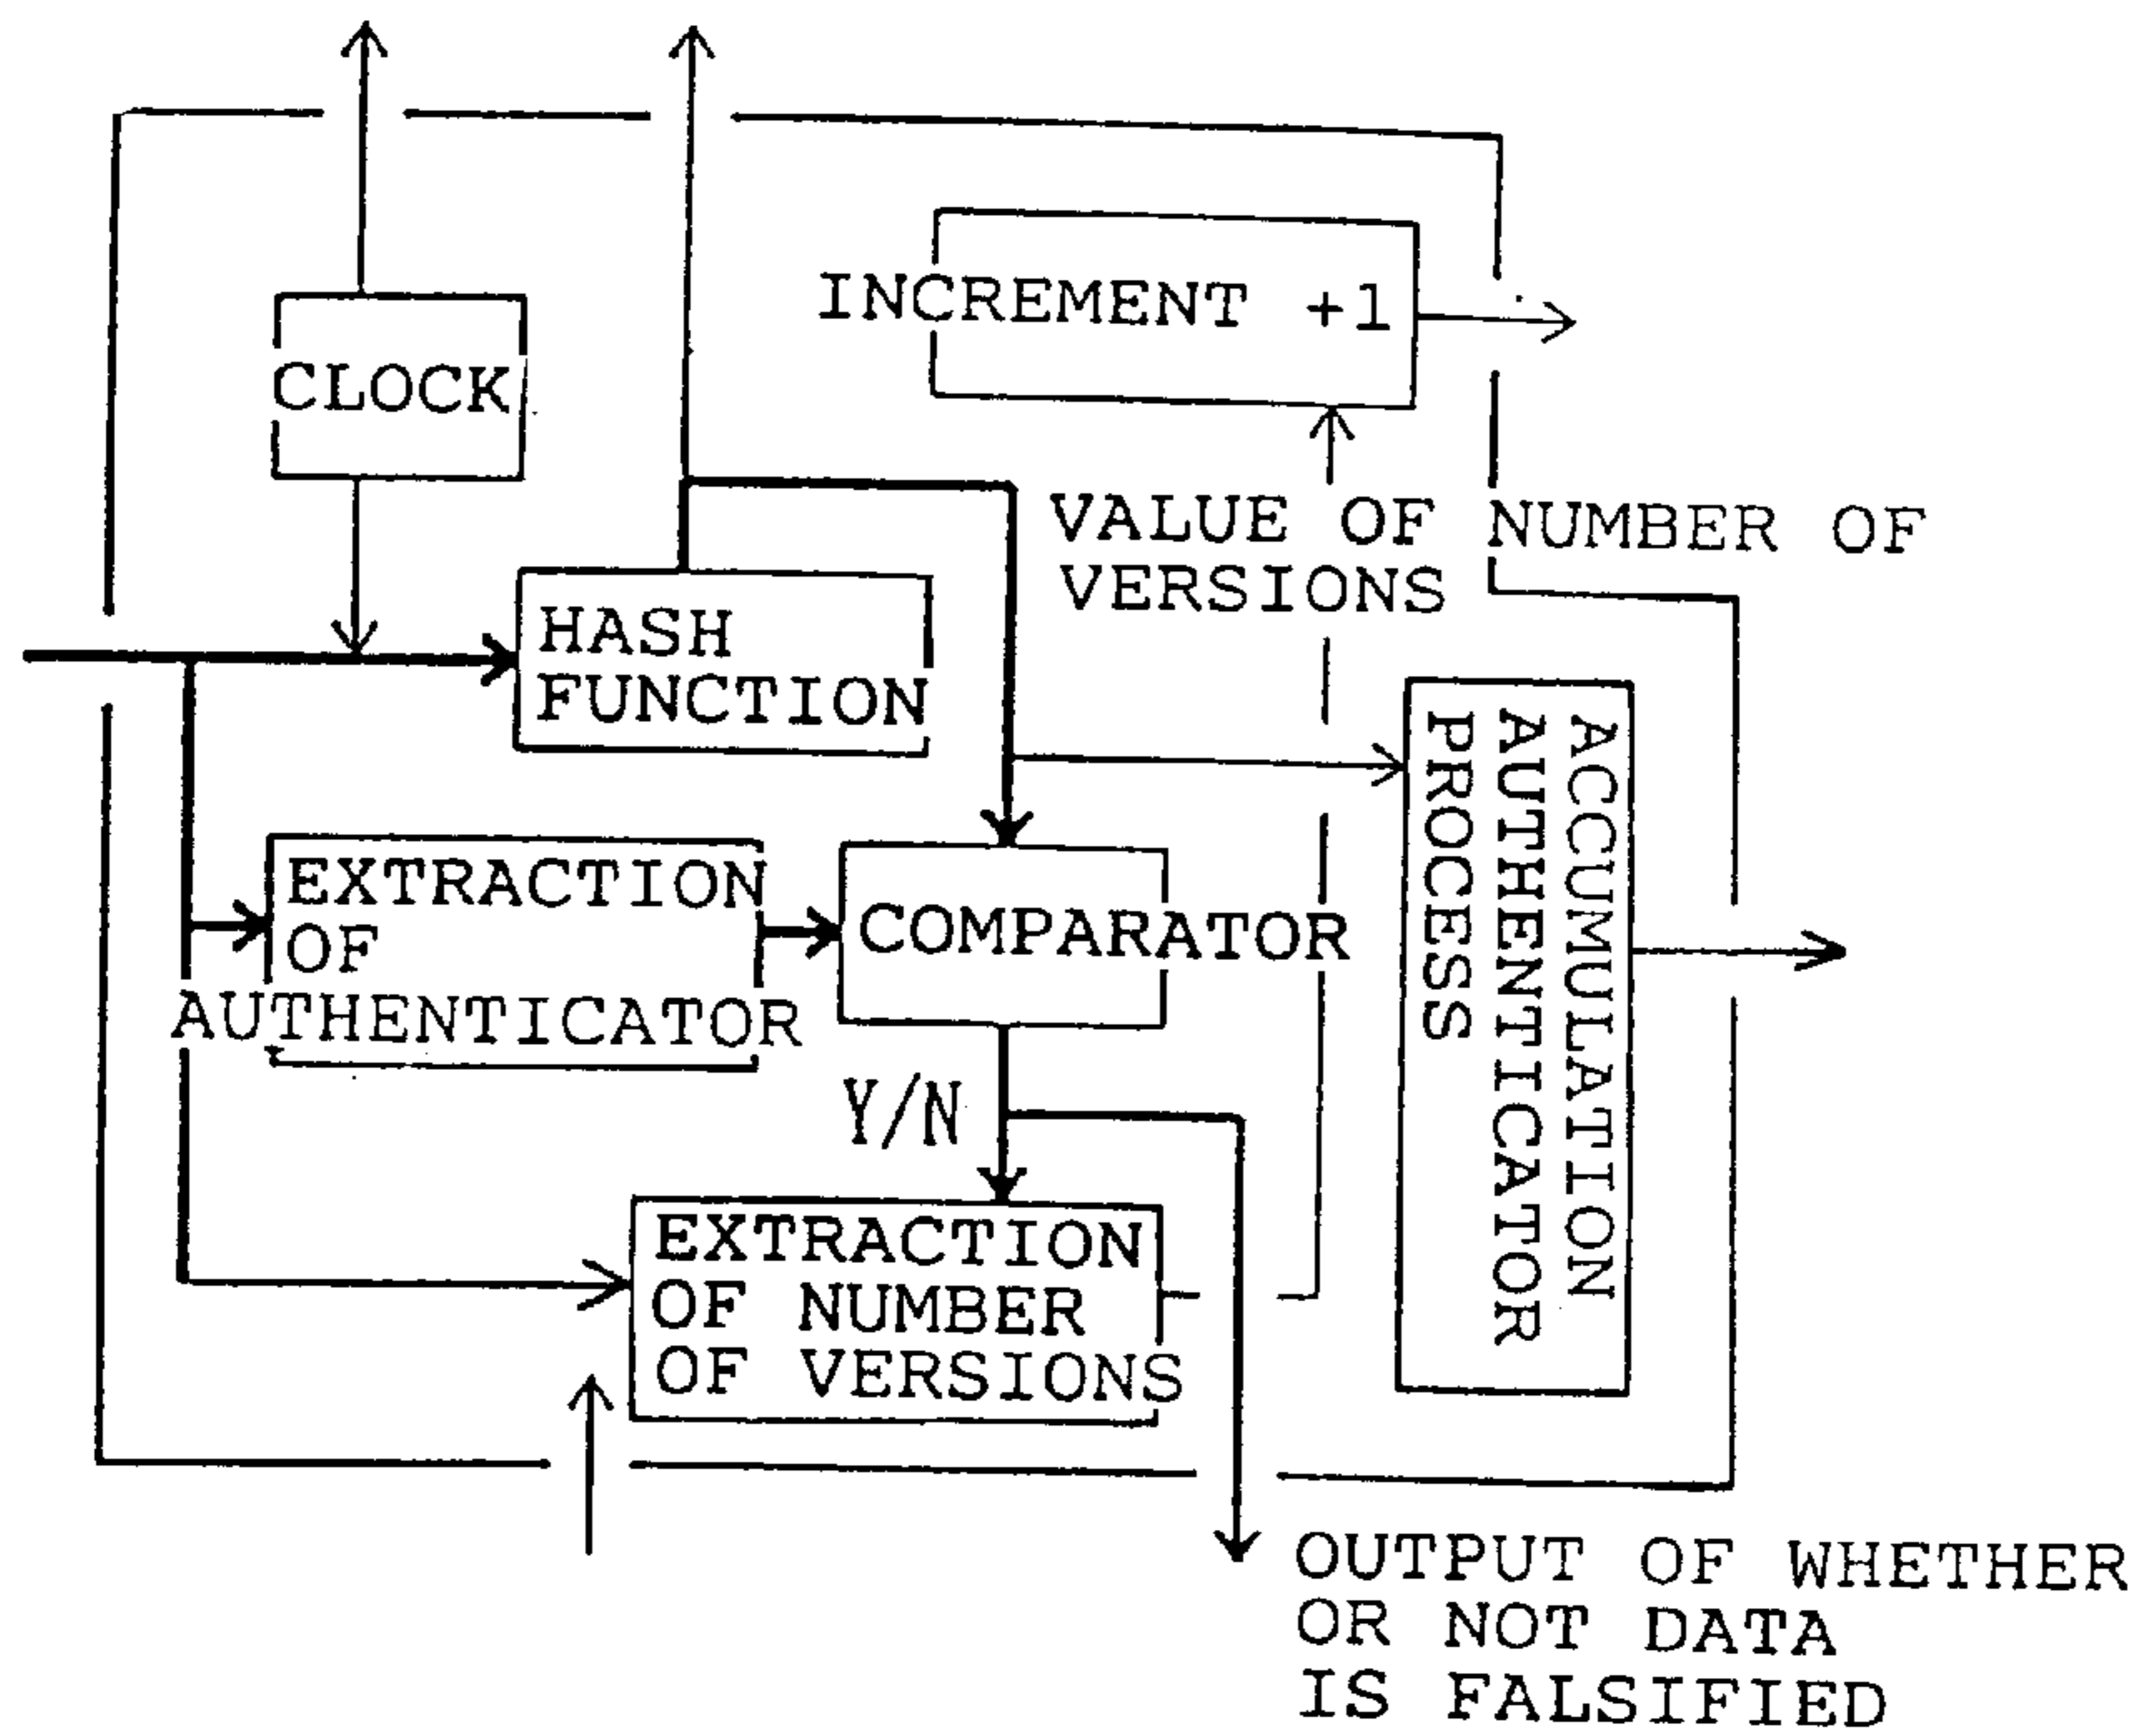 INCREMENT +1
CLOCK
VALUE OF NUMBER OF
VERSIONS
HASH
FUNCTION
ACCUMULATION
AUTHENTICATOR
PROCESS
EXTRACTION
OF
AUTHENTICATOR
COMPARATOR
Y/N
EXTRACTION
OF NUMBER
OF VERSIONS
OUTPUT OF WHETHER
OR NOT DATA
IS FALSIFIED